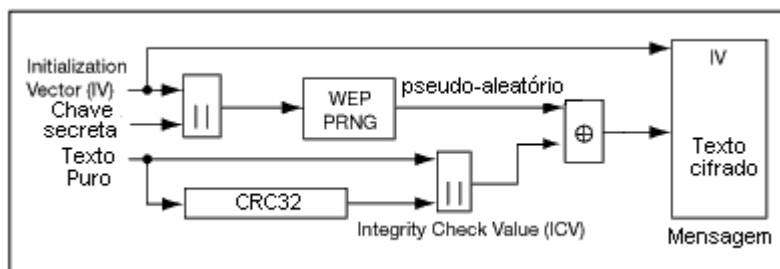 Initialization
Vector (IV)
Chave
secreta
Texto
Puro
||
WEP
PRNG
pseudo-aleatório
CRC32
||
Integrity Check Value (ICV)
⊕
IV
Texto
cifrado
Mensagem